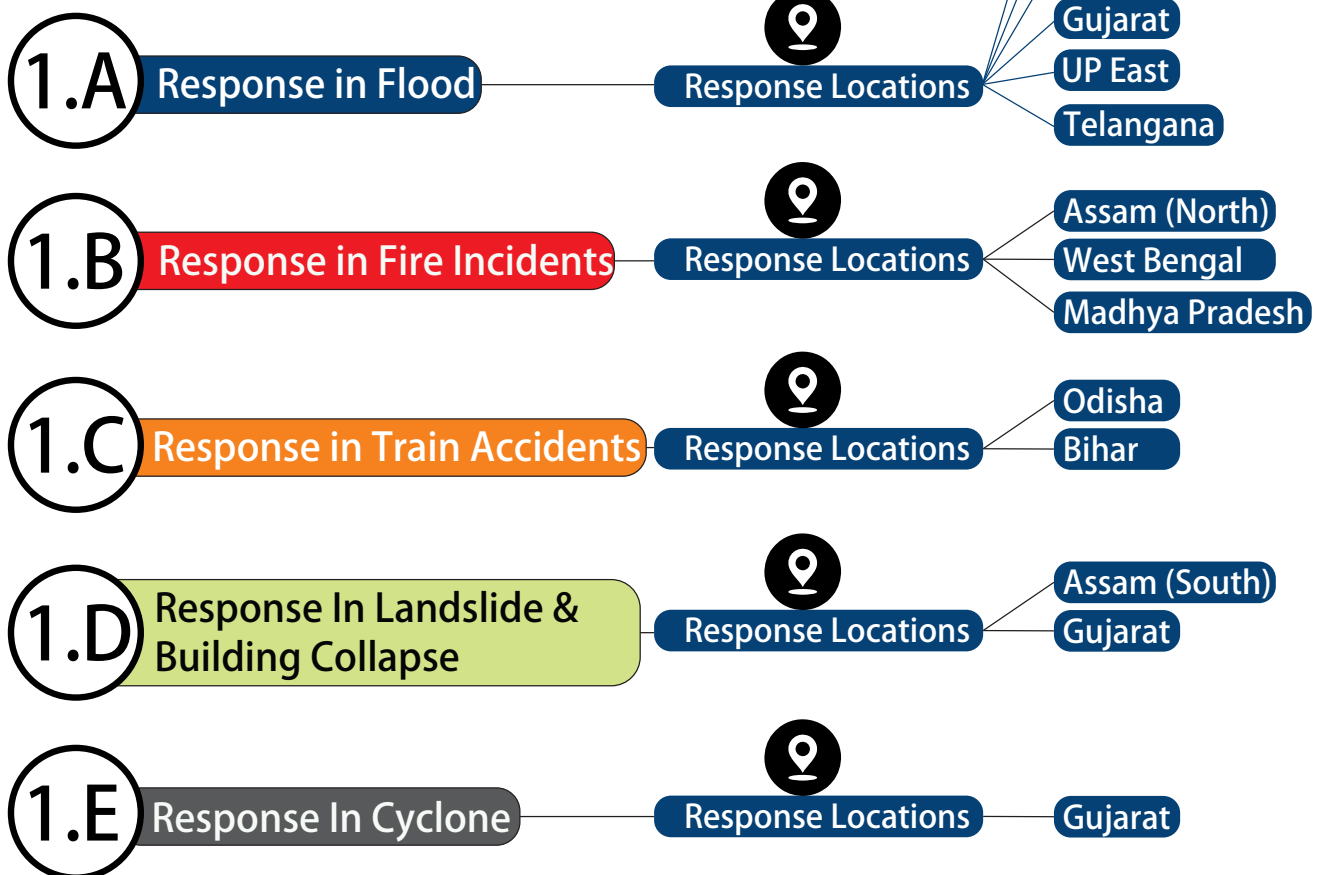 1.A
Response in Flood
Response Locations
Gujarat
UP East
Telangana
1.B
Response in Fire Incidents
Response Locations
Assam (North)
West Bengal
Madhya Pradesh
1.C
Response in Train Accidents
Response Locations
Odisha
Bihar
1.D
Response In Landslide &
Building Collapse
Response Locations
Assam (South)
Gujarat
1.E
Response In Cyclone
Response Locations
Gujarat